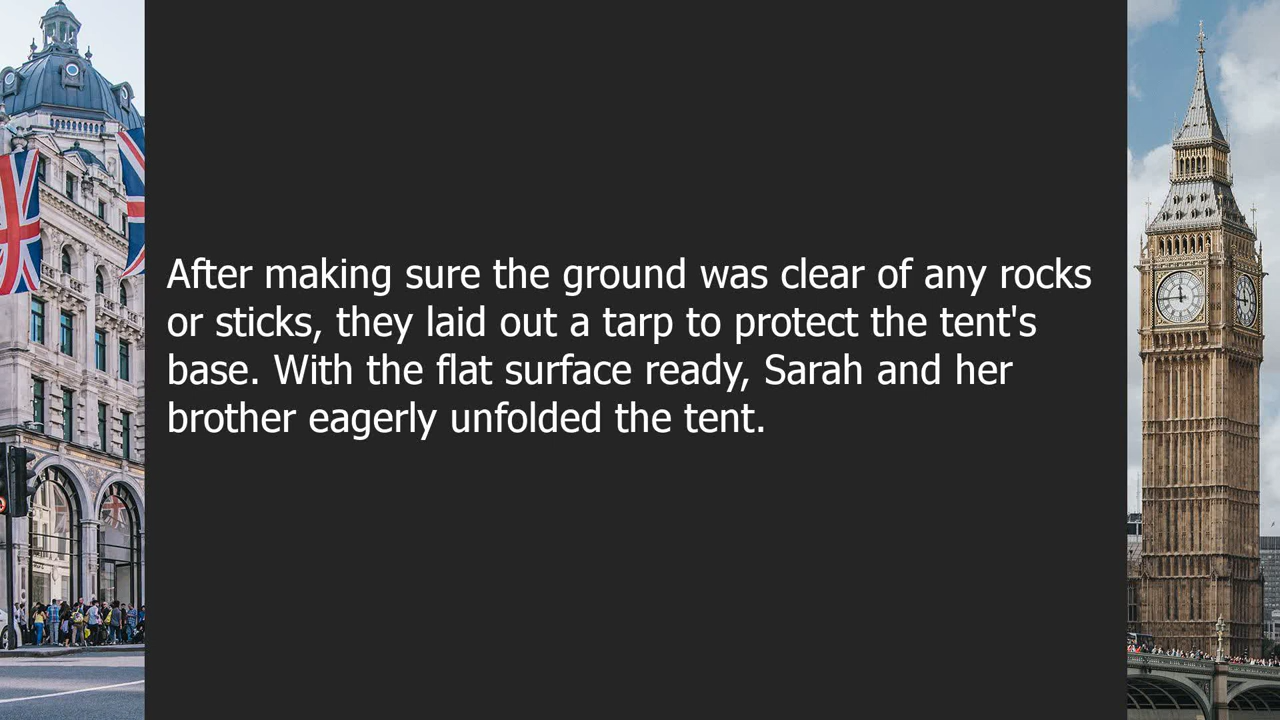 After making sure the ground was clear of any rocks
or sticks, they laid out a tarp to protect the tent's
base. With the flat surface ready, Sarah and her
brother eagerly unfolded the tent.